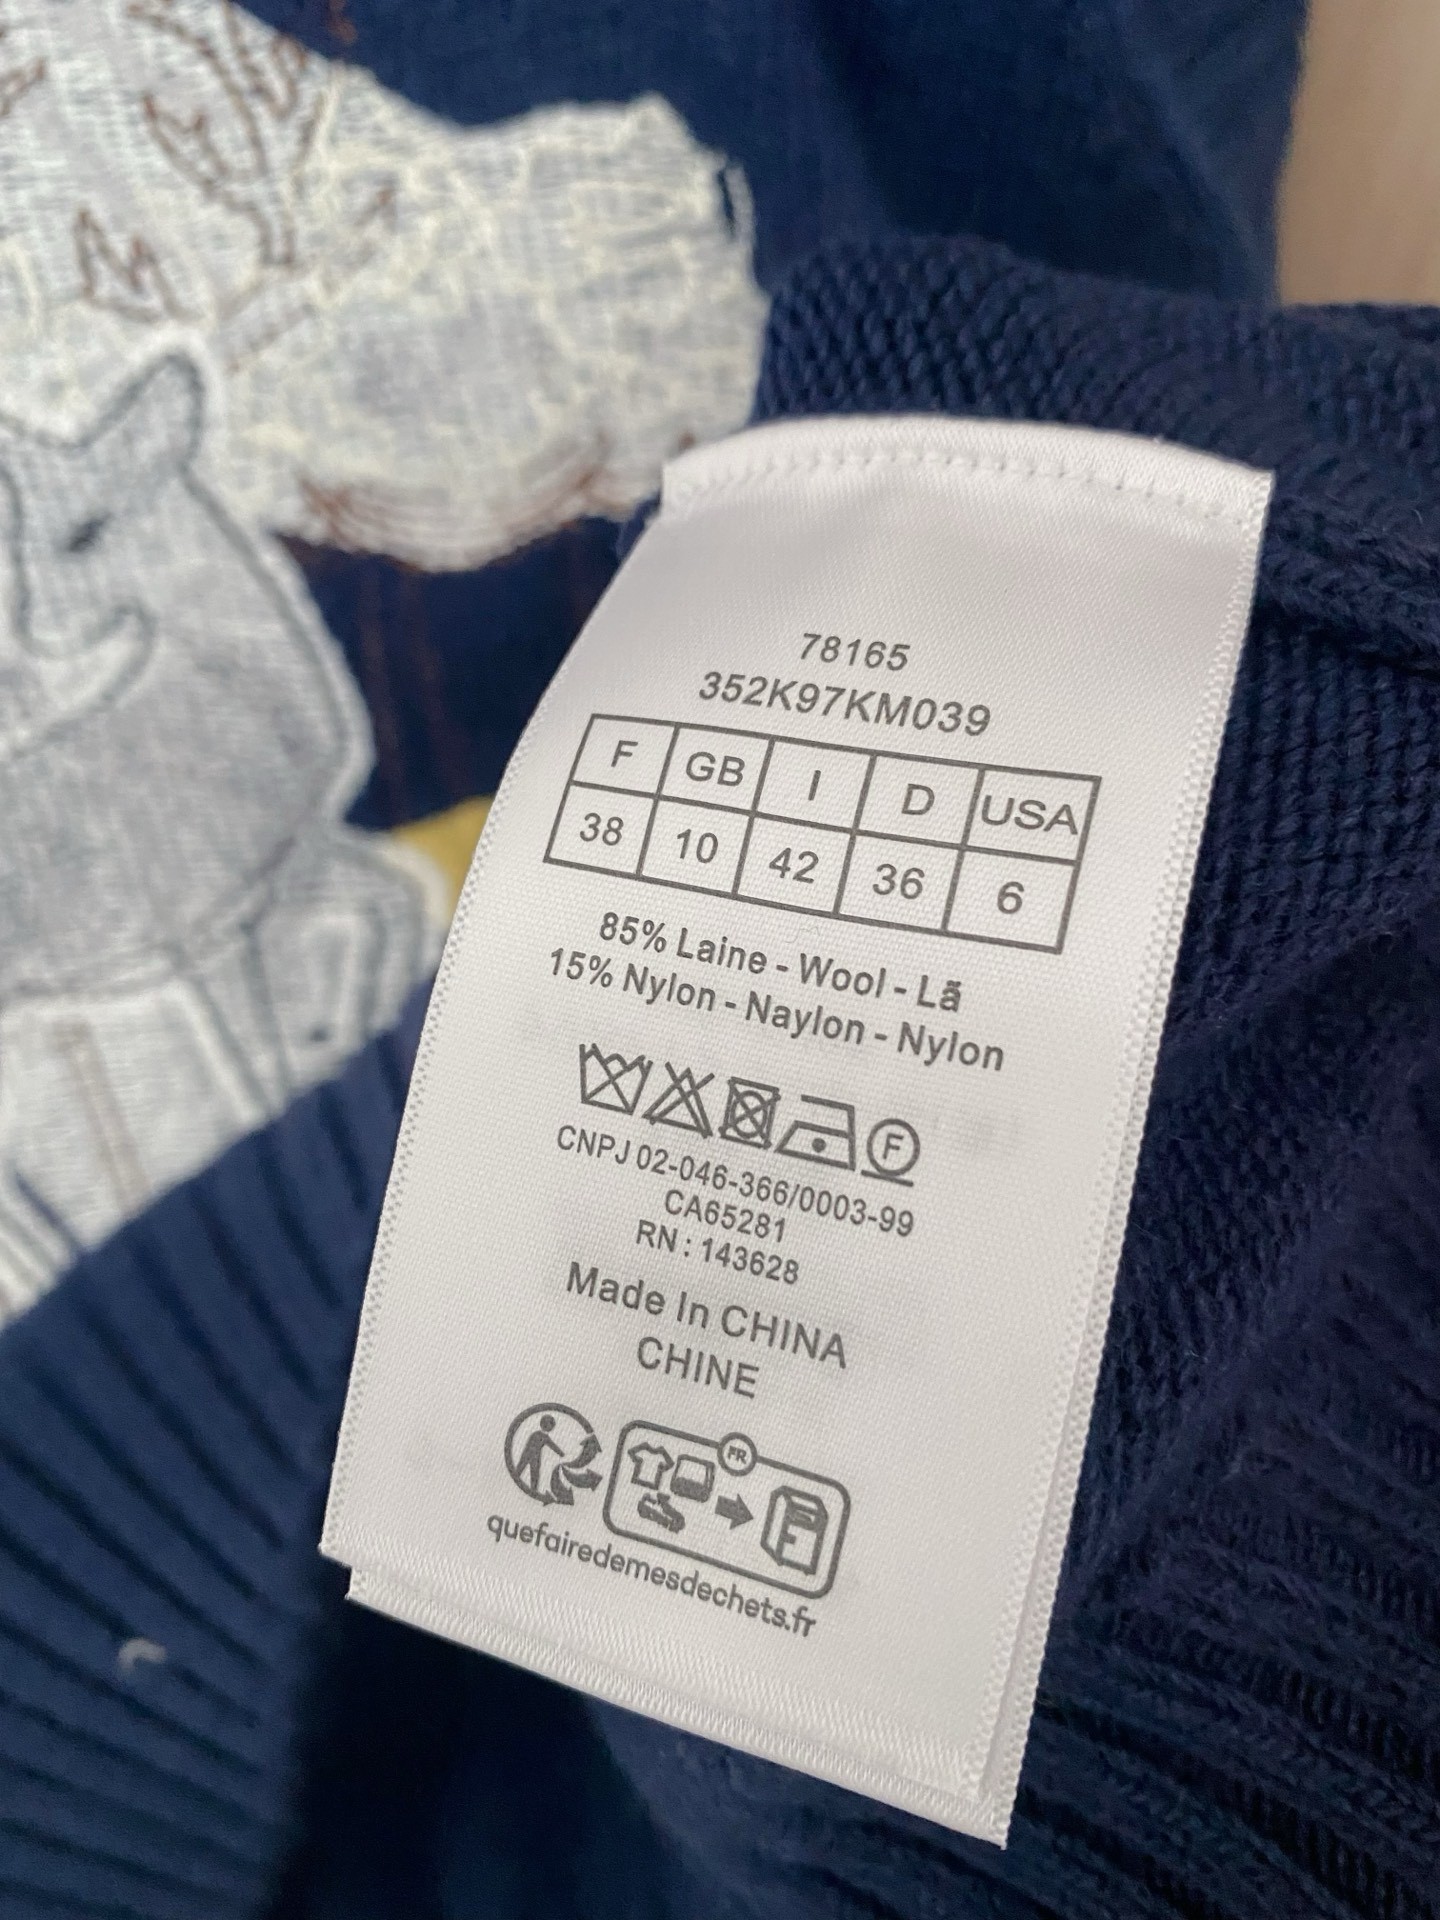 78165
352K97KM039
F GB I D USA
38 10 42 36 6
85% Laine - Wool - Lã
15% Nylon - Naylon - Nylon
F
CNPJ 02-046-366/0003-99
CA65281
RN : 143628
Made In CHINA
CHINE
FR
quefairedemesdechets.fr